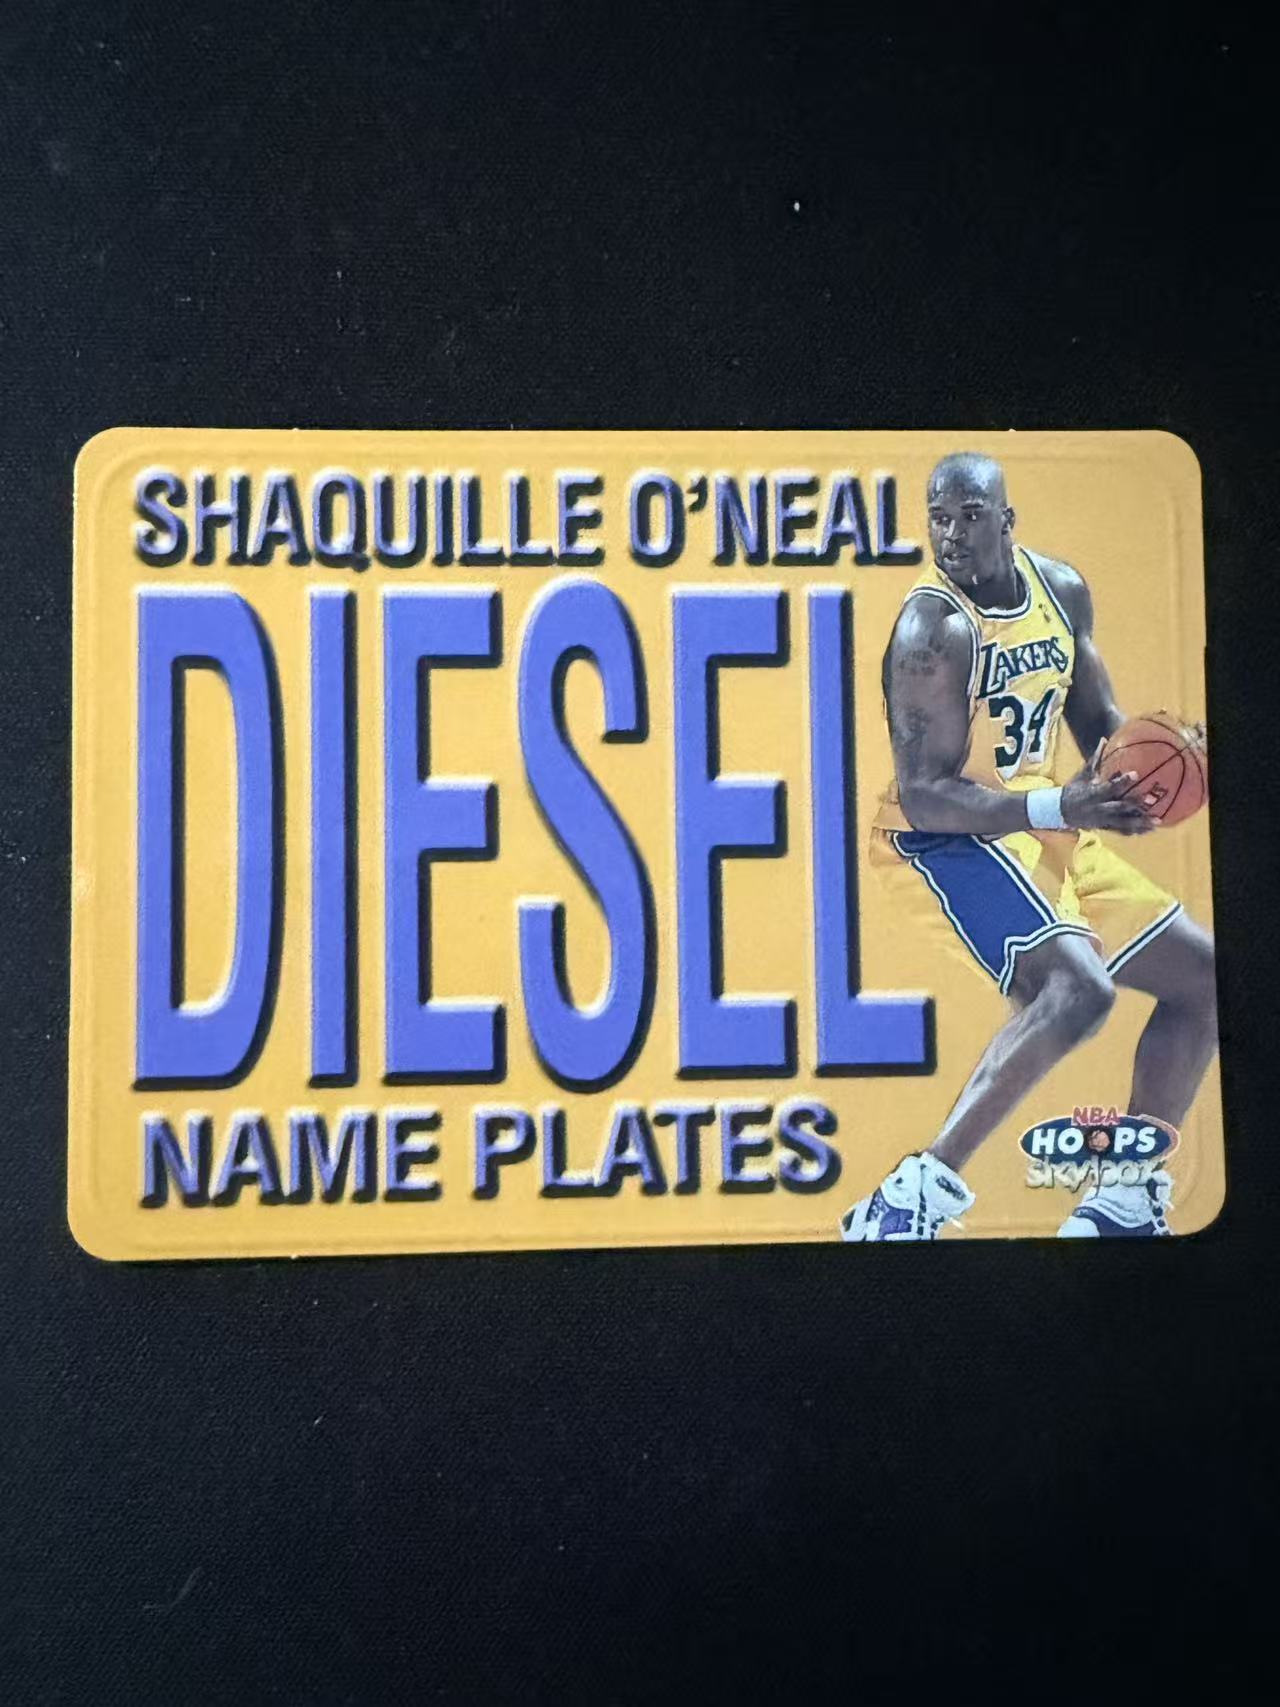 SHAQUILLE O'NEAL
DIESEL
NAME PLATES
LAKERS
34
NBA
HOOPS
skybox